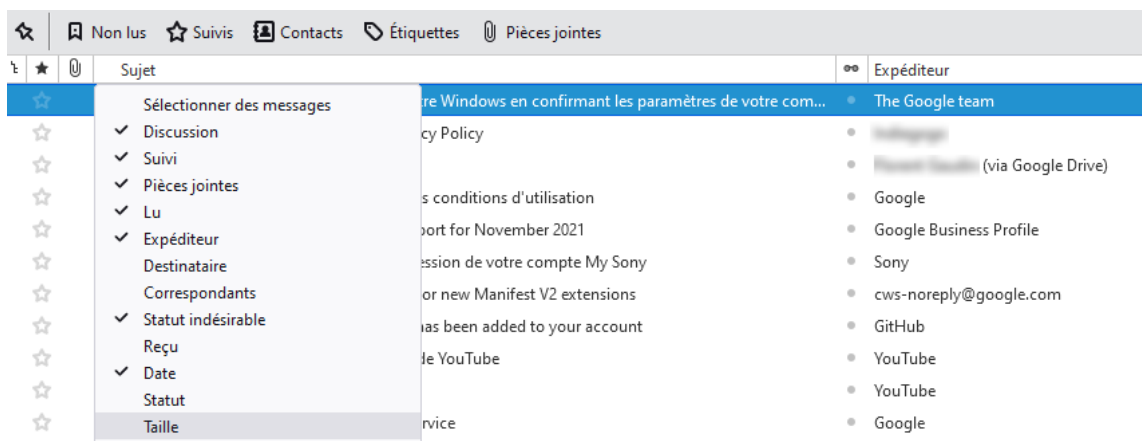 Non lus Suivis Contacts Étiquettes Pièces jointes
Sujet Expéditeur
re Windows en confirmant les paramètres de votre com... The Google team
Sélectionner des messages
Discussion cy Policy
Suivi (via Google Drive)
Pièces jointes
Lu s conditions d'utilisation Google
Expéditeur port for November 2021 Google Business Profile
Destinataire ession de votre compte My Sony Sony
Correspondants or new Manifest V2 extensions cws-noreply@google.com
Statut indésirable has been added to your account GitHub
Reçu de YouTube YouTube
Date
Statut YouTube
Taille rvice Google